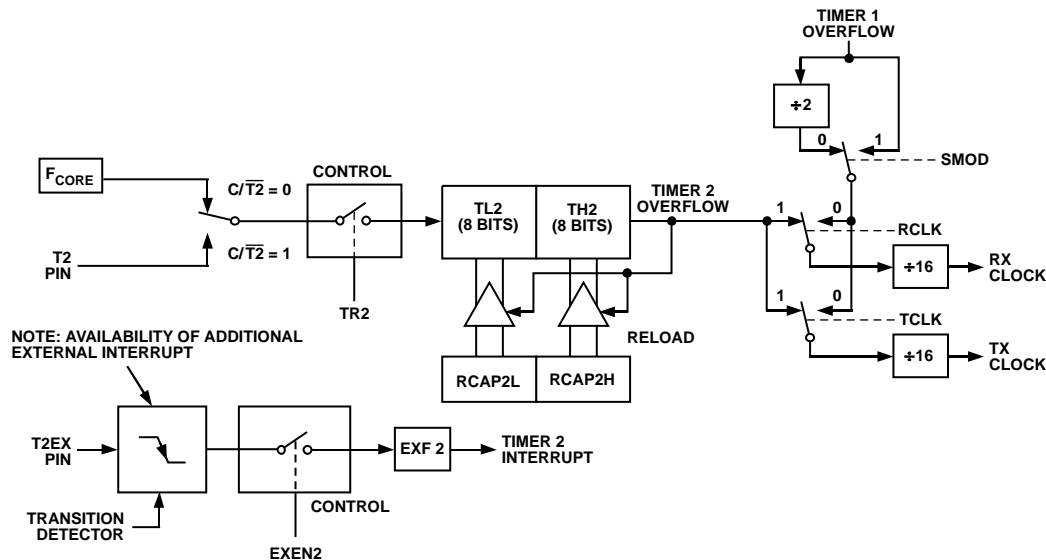 TIMER 1
OVERFLOW
÷2
0
1
SMOD
F_CORE
C/T̅2̅ = 0
CONTROL
TL2
(8 BITS)
TH2
(8 BITS)
TIMER 2
OVERFLOW
1
0
RCLK
T2
PIN
C/T̅2̅ = 1
÷16
RX
CLOCK
TR2
1
0
TCLK
RELOAD
NOTE: AVAILABILITY OF ADDITIONAL
EXTERNAL INTERRUPT
RCAP2L
RCAP2H
÷16
TX
CLOCK
T2EX
PIN
EXF 2
TIMER 2
INTERRUPT
CONTROL
TRANSITION
DETECTOR
EXEN2